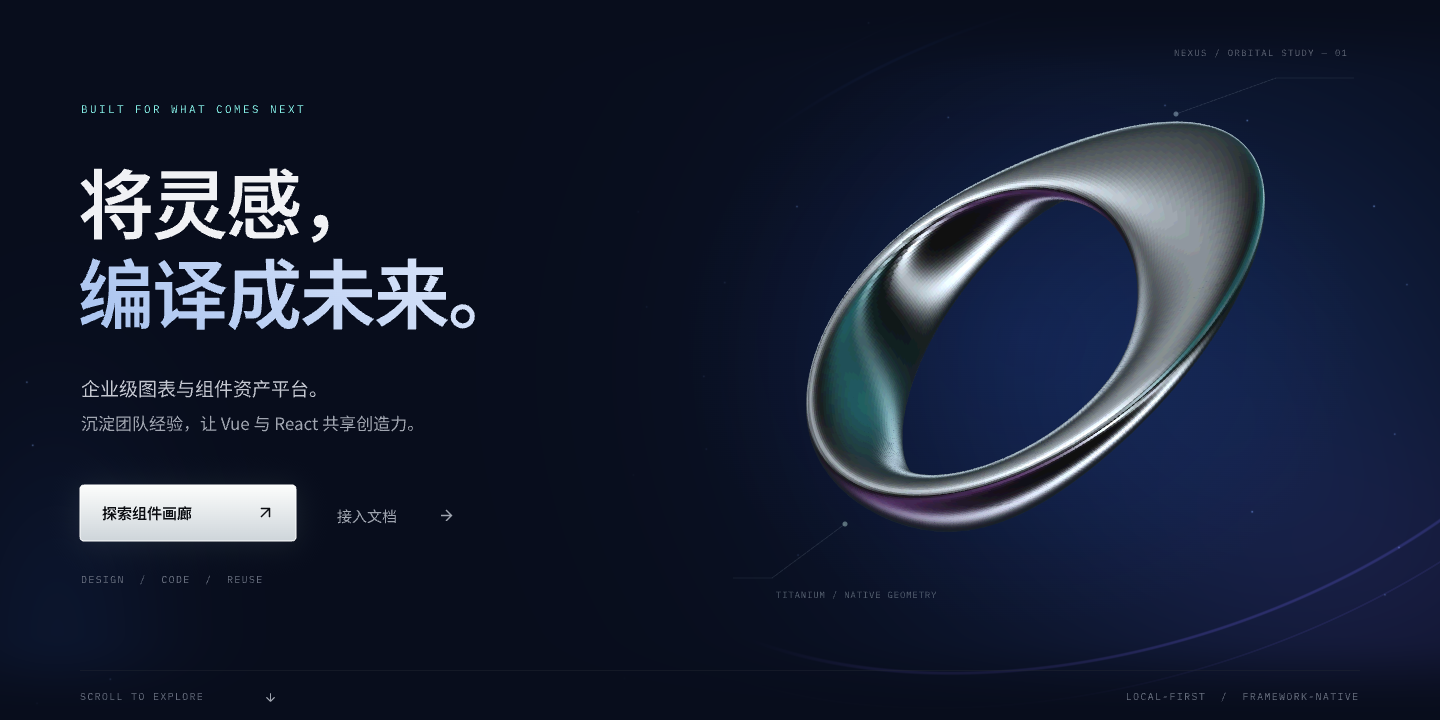 NEXUS / ORBITAL STUDY — 01
BUILT FOR WHAT COMES NEXT
将灵感，
编译成未来。
企业级图表与组件资产平台。
沉淀团队经验，让 Vue 与 React 共享创造力。
探索组件画廊
接入文档
DESIGN / CODE / REUSE
TITANIUM / NATIVE GEOMETRY
SCROLL TO EXPLORE
LOCAL-FIRST / FRAMEWORK-NATIVE